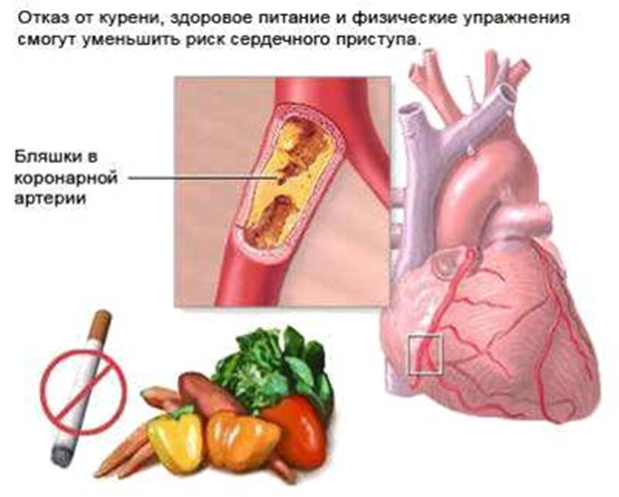 Отказ от курени, здоровое питание и физические упражнения
смогут уменьшить риск сердечного приступа.
Бляшки в
коронарной
артерии